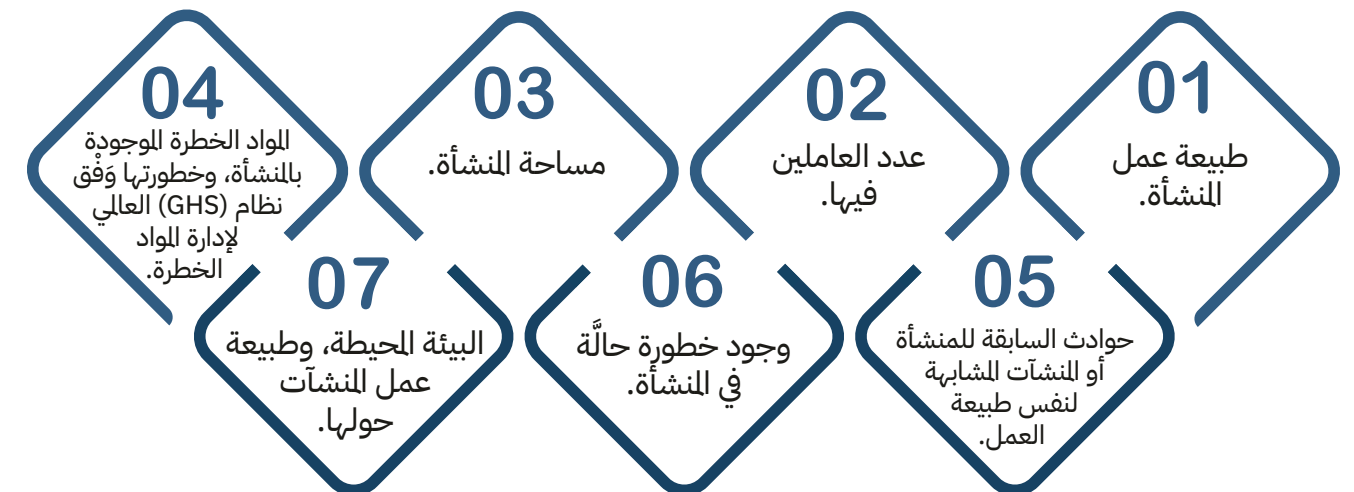 01
طبيعة عمل
المنشأة.
02
عدد العاملين
فيها.
03
مساحة المنشأة.
04
المواد الخطرة الموجودة
بالمنشأة، وخطورتها وَفْق
نظام (GHS) العالمي
لإدارة المواد
الخطرة.
05
حوادث السابقة للمنشأة
أو المنشآت المشابهة
لنفس طبيعة
العمل.
06
وجود خطورة حالَّة
في المنشأة.
07
البيئة المحيطة، وطبيعة
عمل المنشآت
حولها.